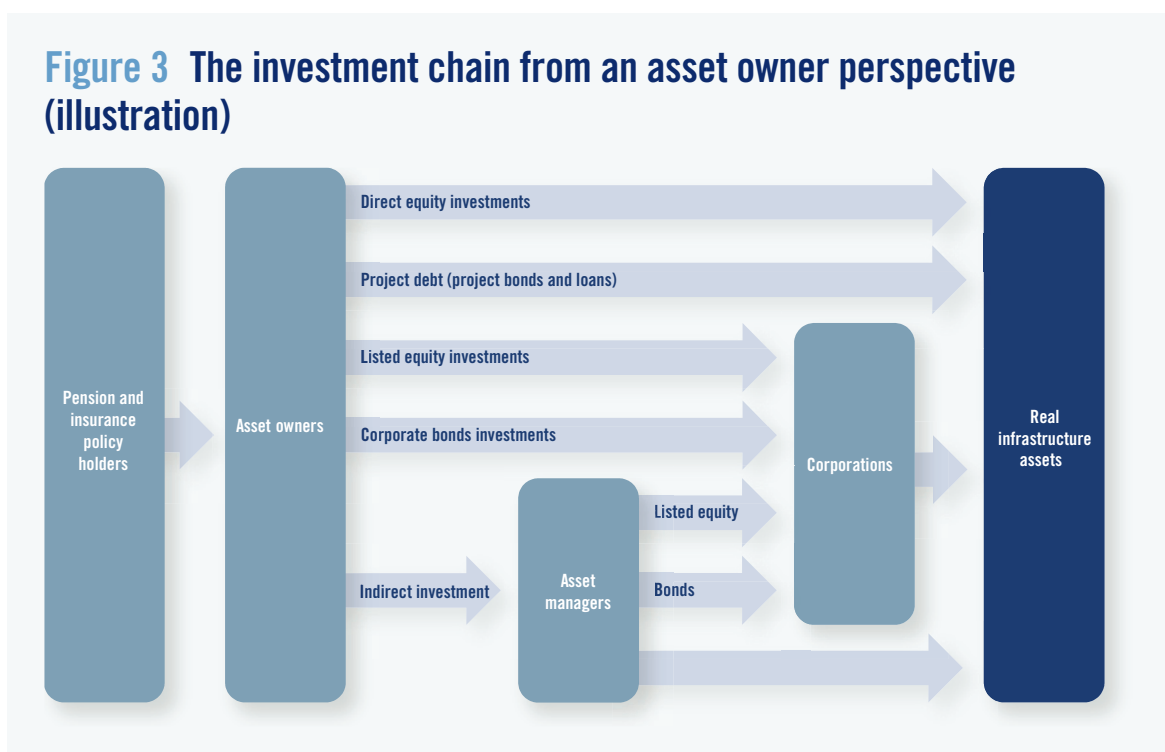 Figure 3 The investment chain from an asset owner perspective
(illustration)
Pension and
insurance
policy
holders
Asset owners
Direct equity investments
Project debt (project bonds and loans)
Listed equity investments
Corporate bonds investments
Indirect investment
Asset
managers
Listed equity
Bonds
Corporations
Real
infrastructure
assets